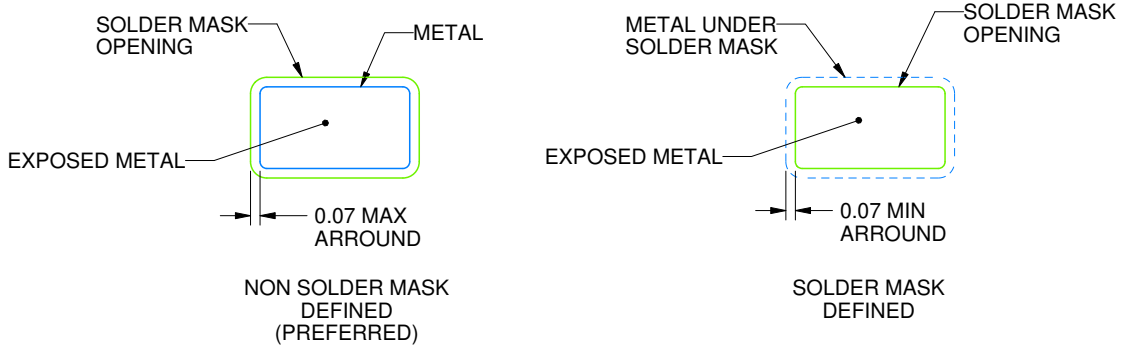 SOLDER MASK
OPENING
METAL
EXPOSED METAL
0.07 MAX
ARROUND
NON SOLDER MASK
DEFINED
(PREFERRED)
METAL UNDER
SOLDER MASK
SOLDER MASK
OPENING
EXPOSED METAL
0.07 MIN
ARROUND
SOLDER MASK
DEFINED